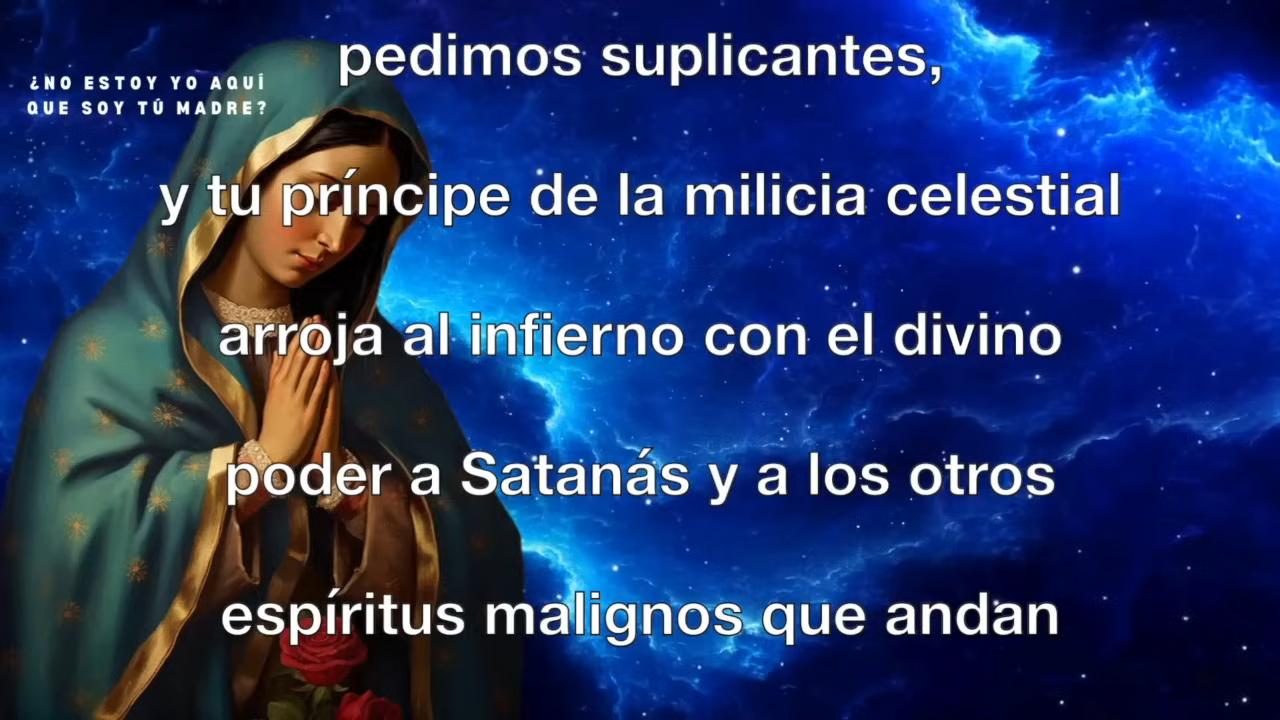 ¿NO ESTOY YO AQUÍ
QUE SOY TÚ MADRE?
pedimos suplicantes,
y tu príncipe de la milicia celestial
arroja al infierno con el divino
poder a Satanás y a los otros
espíritus malignos que andan